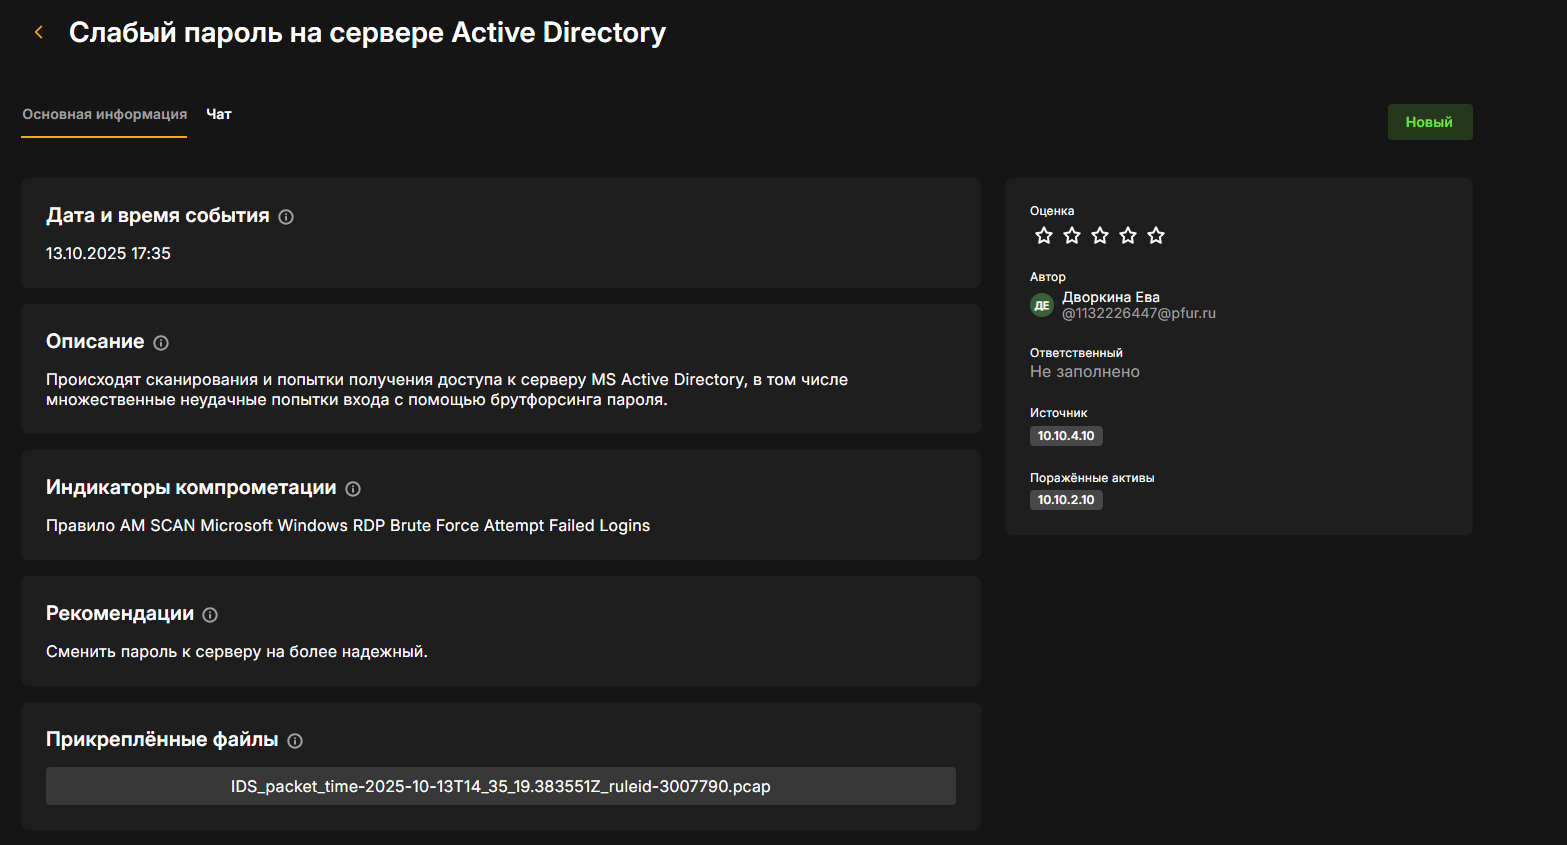 Слабый пароль на сервере Active Directory
Основная информация
Чат
Новый
Дата и время события
13.10.2025 17:35
Описание
Происходят сканирования и попытки получения доступа к серверу MS Active Directory, в том числе
множественные неудачные попытки входа с помощью брутфорсинга пароля.
Индикаторы компрометации
Правило AM SCAN Microsoft Windows RDP Brute Force Attempt Failed Logins
Рекомендации
Сменить пароль к серверу на более надежный.
Прикреплённые файлы
IDS_packet_time-2025-10-13T14_35_19.383551Z_ruleid-3007790.pcap
Оценка
Автор
ДЕ
Дворкина Ева
@1132226447@pfur.ru
Ответственный
Не заполнено
Источник
10.10.4.10
Поражённые активы
10.10.2.10